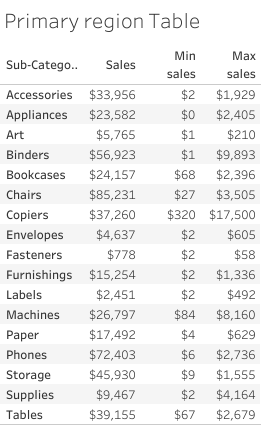 Primary region Table
Sub-Catego.. Sales Min sales Max sales
Accessories $33,956 $2 $1,929
Appliances $23,582 $0 $2,405
Art $5,765 $1 $210
Binders $56,923 $1 $9,893
Bookcases $24,157 $68 $2,396
Chairs $85,231 $27 $3,505
Copiers $37,260 $320 $17,500
Envelopes $4,637 $2 $605
Fasteners $778 $2 $58
Furnishings $15,254 $2 $1,336
Labels $2,451 $2 $492
Machines $26,797 $84 $8,160
Paper $17,492 $4 $629
Phones $72,403 $6 $2,736
Storage $45,930 $9 $1,555
Supplies $9,467 $2 $4,164
Tables $39,155 $67 $2,679